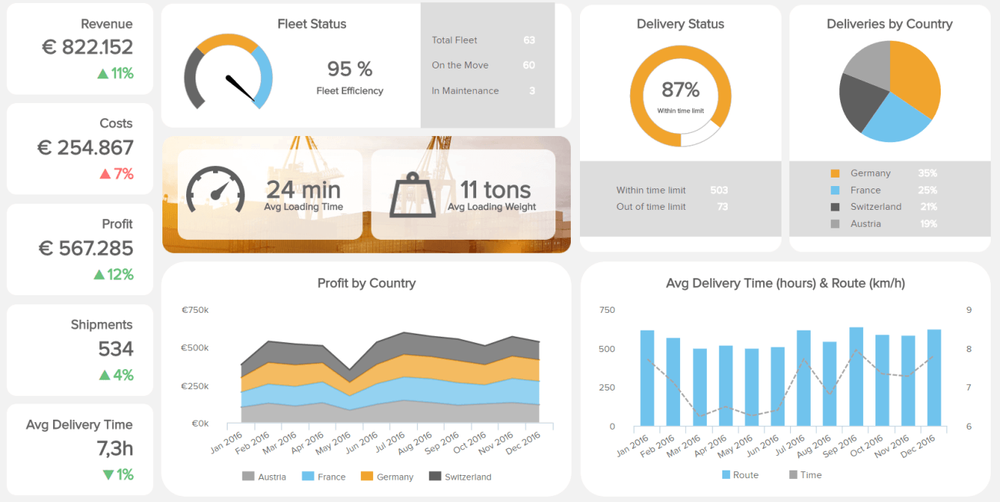 Revenue
€ 822.152
▲ 11%
Costs
€ 254.867
▲ 7%
Profit
€ 567.285
▲ 12%
Shipments
534
▲ 4%
Avg Delivery Time
7,3h
▼ 1%
Fleet Status
95 %
Fleet Efficiency
Total Fleet 63
On the Move 60
In Maintenance 3
24 min
Avg Loading Time
11 tons
Avg Loading Weight
Delivery Status
87%
Within time limit
Within time limit 503
Out of time limit 73
Deliveries by Country
Germany 35%
France 25%
Switzerland 21%
Austria 19%
Profit by Country
€750k
€500k
€250k
€0k
Jan 2016 Feb 2016 Mar 2016 Apr 2016 May 2016 Jun 2016 Jul 2016 Aug 2016 Sep 2016 Oct 2016 Nov 2016 Dec 2016
Austria France Germany Switzerland
Avg Delivery Time (hours) & Route (km/h)
750 9
500 8
250 7
0 6
Jan 2016 Feb 2016 Mar 2016 Apr 2016 May 2016 Jun 2016 Jul 2016 Aug 2016 Sep 2016 Oct 2016 Nov 2016 Dec 2016
Route Time